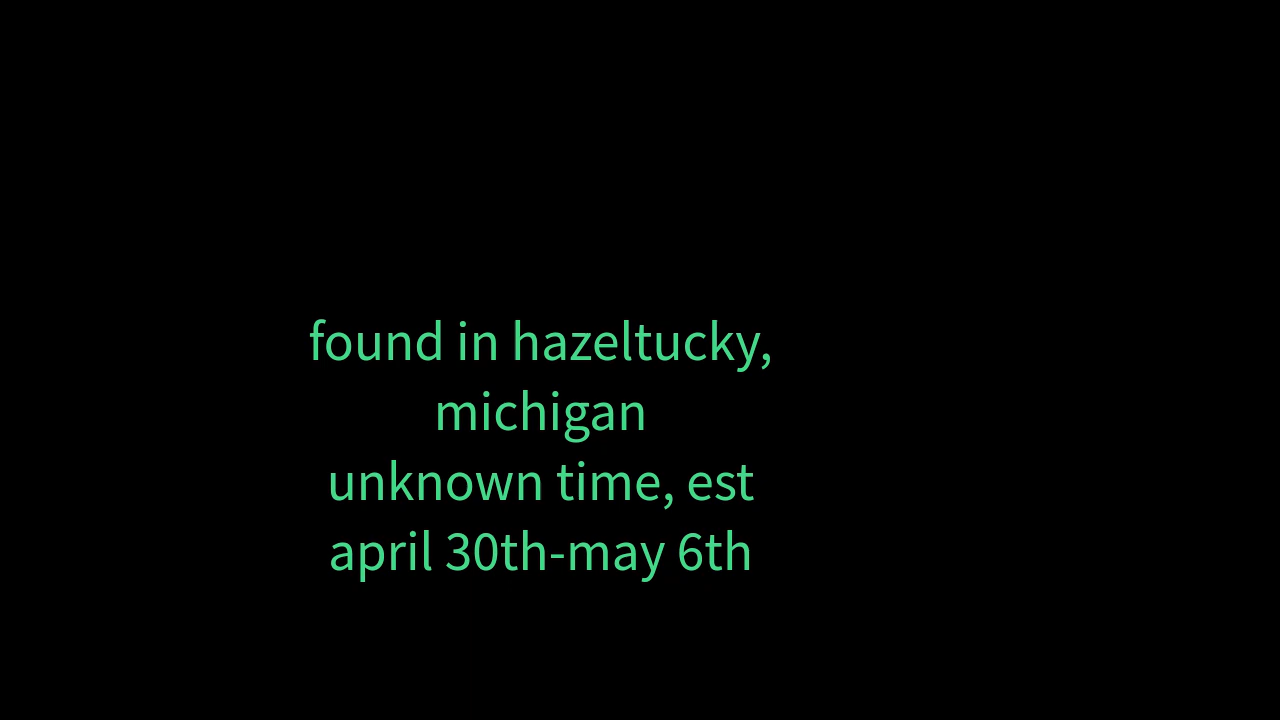 found in hazeltucky,
michigan
unknown time, est
april 30th-may 6th